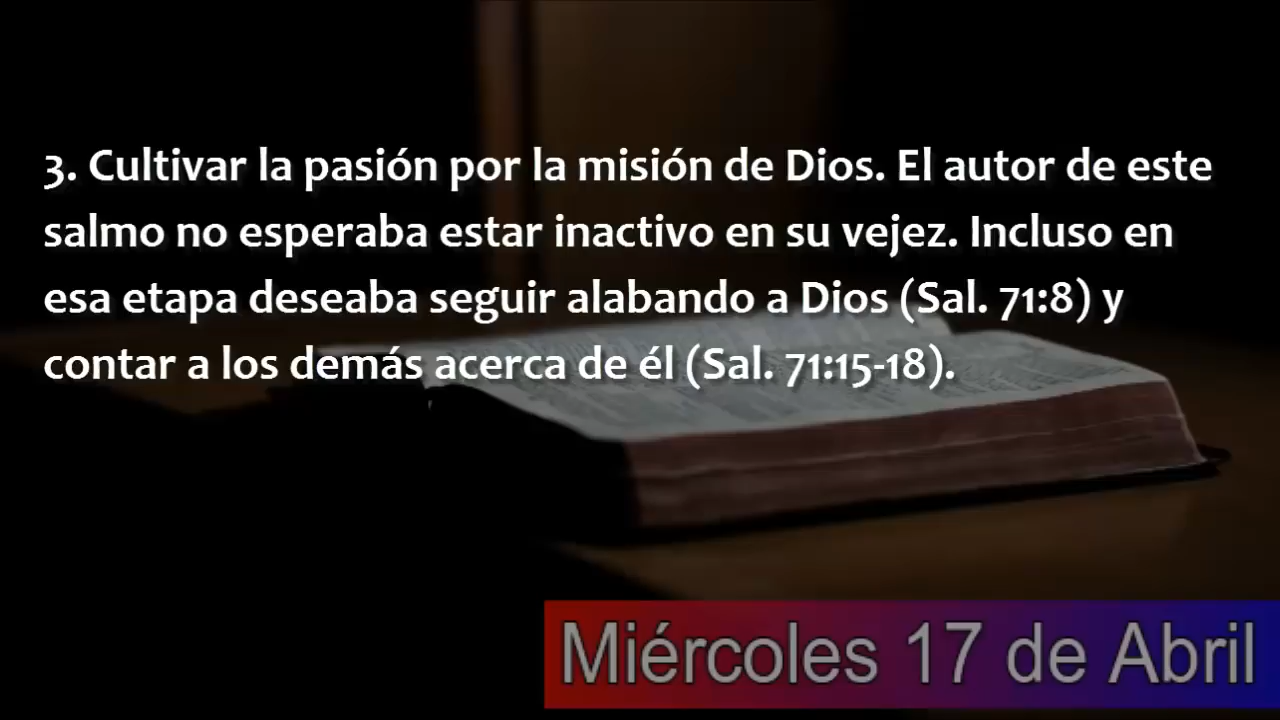 3. Cultivar la pasión por la misión de Dios. El autor de este
salmo no esperaba estar inactivo en su vejez. Incluso en
esa etapa deseaba seguir alabando a Dios (Sal. 71:8) y
contar a los demás acerca de él (Sal. 71:15-18).
Miércoles 17 de Abril